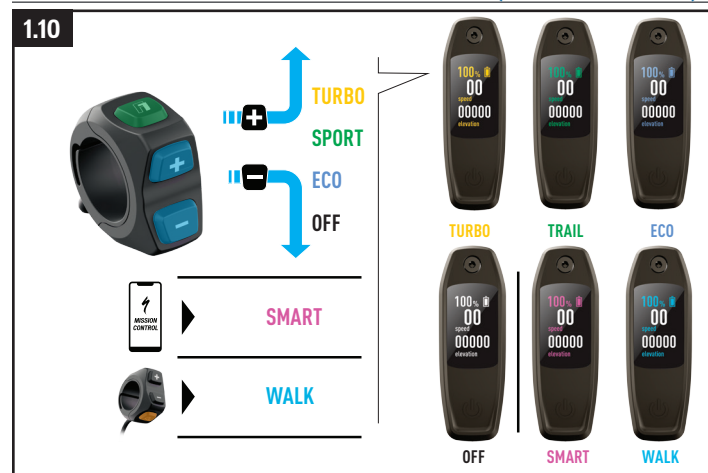 1.10
TURBO
SPORT
ECO
OFF
MISSION
CONTROL
SMART
WALK
100%
00
speed
00000
elevation
TURBO
100%
00
speed
00000
elevation
TRAIL
100%
00
speed
00000
elevation
ECO
100%
00
speed
00000
elevation
OFF
100%
00
speed
00000
elevation
SMART
100%
00
speed
00000
elevation
WALK